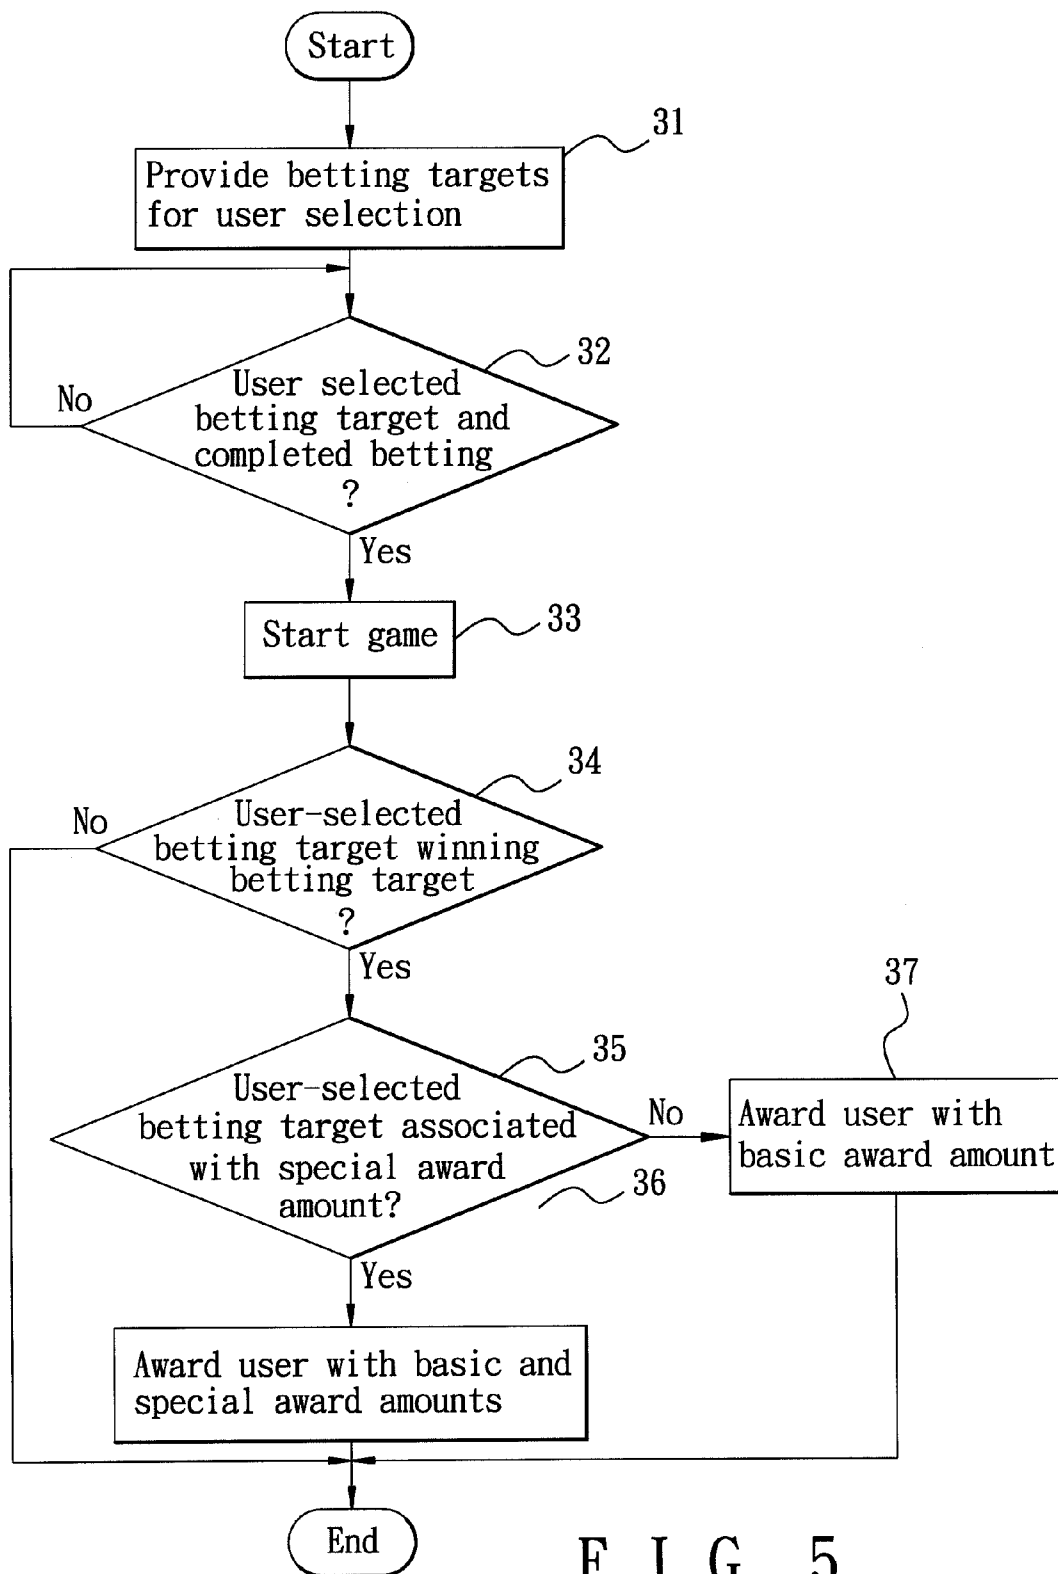 Start
31
Provide betting targets
for user selection
32
No
User selected
betting target and
completed betting
?
Yes
33
Start game
34
No
User-selected
betting target winning
betting target
?
Yes
37
35
User-selected
betting target associated
with special award
amount?
No
Award user with
basic award amount
36
Yes
Award user with basic and
special award amounts
End
FIG. 5